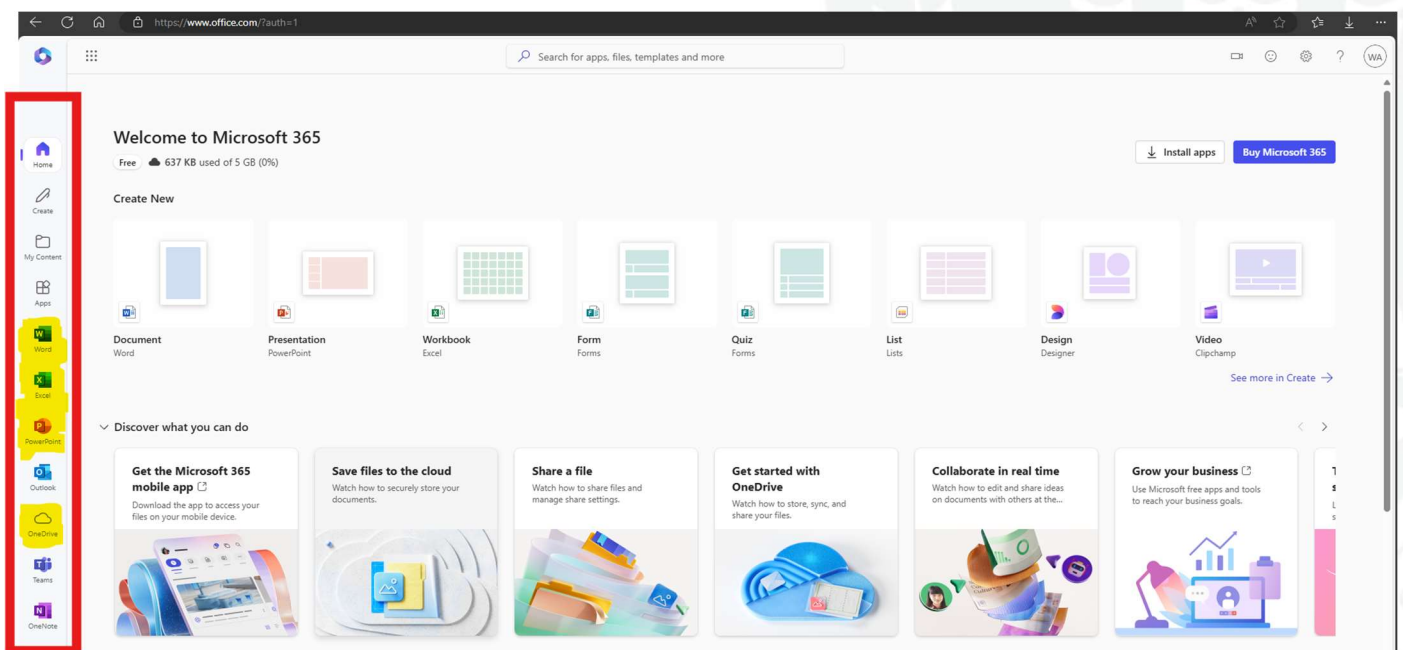 https://www.office.com/?auth=1
Search for apps, files, templates and more
WA
Home
Create
My Content
Apps
Word
Excel
PowerPoint
Outlook
OneDrive
Teams
OneNote
Welcome to Microsoft 365
Free 637 KB used of 5 GB (0%)
Install apps
Buy Microsoft 365
Create New
Document
Word
Presentation
PowerPoint
Workbook
Excel
Form
Forms
Quiz
Forms
List
Lists
Design
Designer
Video
Clipchamp
See more in Create
Discover what you can do
Get the Microsoft 365
mobile app
Download the app to access your
files on your mobile device.
Save files to the cloud
Watch how to securely store your
documents.
Share a file
Watch how to share files and
manage share settings.
Get started with
OneDrive
Watch how to store, sync, and
share your files.
Collaborate in real time
Watch how to edit and share ideas
on documents with others at the...
Grow your business
Use Microsoft free apps and tools
to reach your business goals.